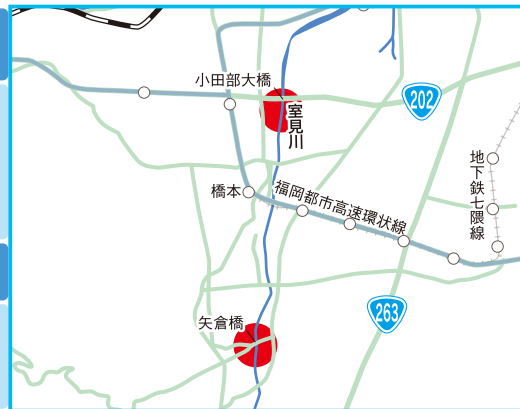 小田部大橋
室見川
202
地下鉄七隈線
橋本
福岡都市高速環状線
263
矢倉橋